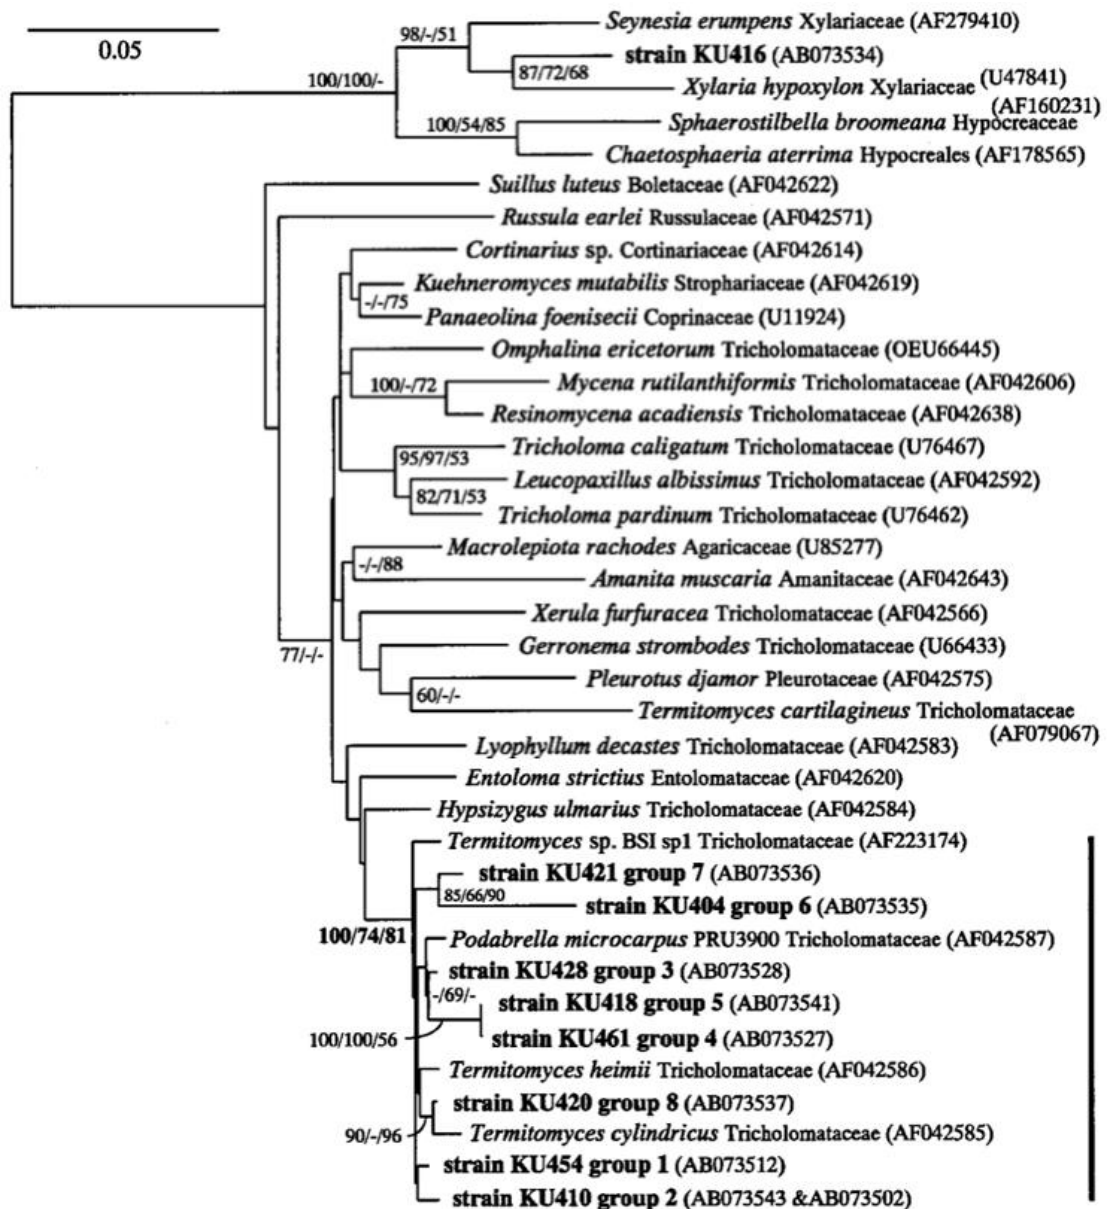 Seynesia erumpens Xylariaceae (AF279410)
98/-/51
0.05
strain KU416 (AB073534)
87/72/68
100/100/-
Xylaria hypoxylon Xylariaceae (U47841)
(AF160231)
100/54/85
Sphaerostilbella broomeana Hypocreaceae
Chaetosphaeria aterrima Hypocreales (AF178565)
Suillus luteus Boletaceae (AF042622)
Russula earlei Russulaceae (AF042571)
Cortinarius sp. Cortinariaceae (AF042614)
Kuehneromyces mutabilis Strophariaceae (AF042619)
-/-/75
Panaeolina foenisecii Coprinaceae (U11924)
Omphalina ericetorum Tricholomataceae (OEU66445)
100/-/72
Mycena rutilanthiformis Tricholomataceae (AF042606)
Resinomycena acadiensis Tricholomataceae (AF042638)
Tricholoma caligatum Tricholomataceae (U76467)
95/97/53
Leucopaxillus albissimus Tricholomataceae (AF042592)
82/71/53
Tricholoma pardinum Tricholomataceae (U76462)
Macrolepiota rachodes Agaricaceae (U85277)
-/-/88
Amanita muscaria Amanitaceae (AF042643)
Xerula furfuracea Tricholomataceae (AF042566)
Gerronema strombodes Tricholomataceae (U66433)
77/-/-
Pleurotus djamor Pleurotaceae (AF042575)
60/-/-
Termitomyces cartilagineus Tricholomataceae
(AF079067)
Lyophyllum decastes Tricholomataceae (AF042583)
Entoloma strictius Entolomataceae (AF042620)
Hypsizygus ulmarius Tricholomataceae (AF042584)
Termitomyces sp. BSI sp1 Tricholomataceae (AF223174)
strain KU421 group 7 (AB073536)
85/66/90
strain KU404 group 6 (AB073535)
100/74/81
Podabrella microcarpus PRU3900 Tricholomataceae (AF042587)
strain KU428 group 3 (AB073528)
-/69/-
strain KU418 group 5 (AB073541)
100/100/56
strain KU461 group 4 (AB073527)
Termitomyces heimii Tricholomataceae (AF042586)
strain KU420 group 8 (AB073537)
90/-/96
Termitomyces cylindricus Tricholomataceae (AF042585)
strain KU454 group 1 (AB073512)
strain KU410 group 2 (AB073543 &AB073502)